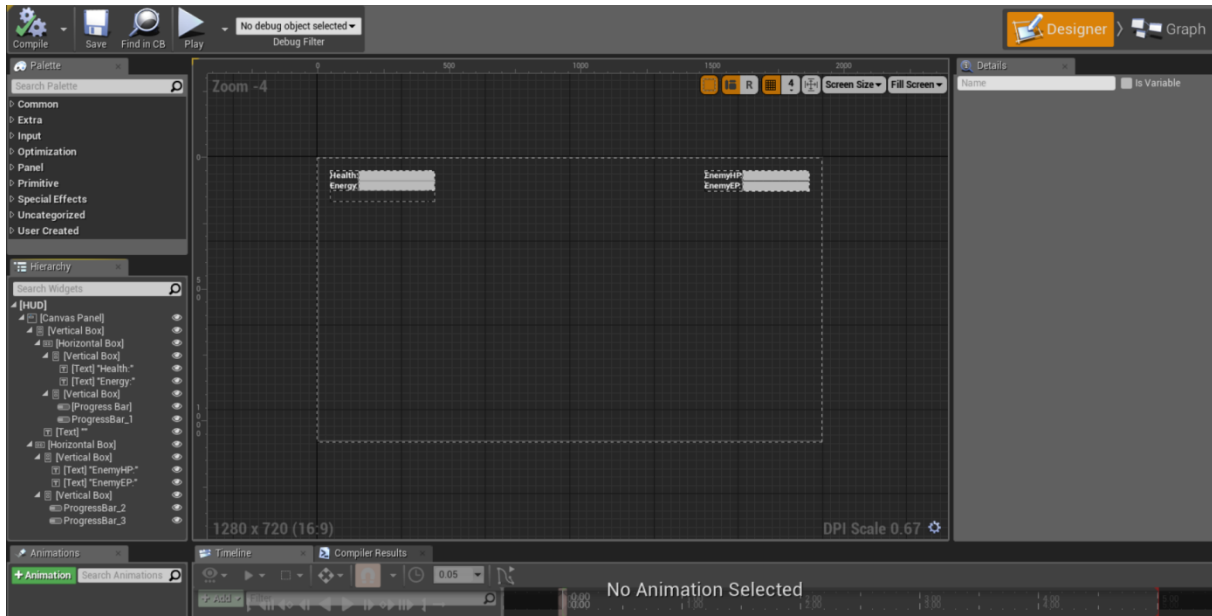 Compile
Save
Find in CB
Play
No debug object selected
Debug Filter
Designer
Graph
Palette
Search Palette
Common
Extra
Input
Optimization
Panel
Primitive
Special Effects
Uncategorized
User Created
Hierarchy
Search Widgets
[HUD]
[Canvas Panel]
[Vertical Box]
[Horizontal Box]
[Vertical Box]
[Text] "Health:"
[Text] "Energy:"
[Vertical Box]
[Progress Bar]
ProgressBar_1
[Text] ""
[Horizontal Box]
[Vertical Box]
[Text] "EnemyHP:"
[Text] "EnemyEP:"
[Vertical Box]
ProgressBar_2
ProgressBar_3
Animations
+ Animation
Search Animations
0 500 1000 1500 2000
Zoom -4
R
4
Screen Size
Fill Screen
0
500
1000
Health:
Energy:
EnemyHP:
EnemyEP:
1280 x 720 (16:9)
DPI Scale 0.67
Timeline
Compiler Results
0.05
+ Add
Filter
No Animation Selected
Details
Name
Is Variable